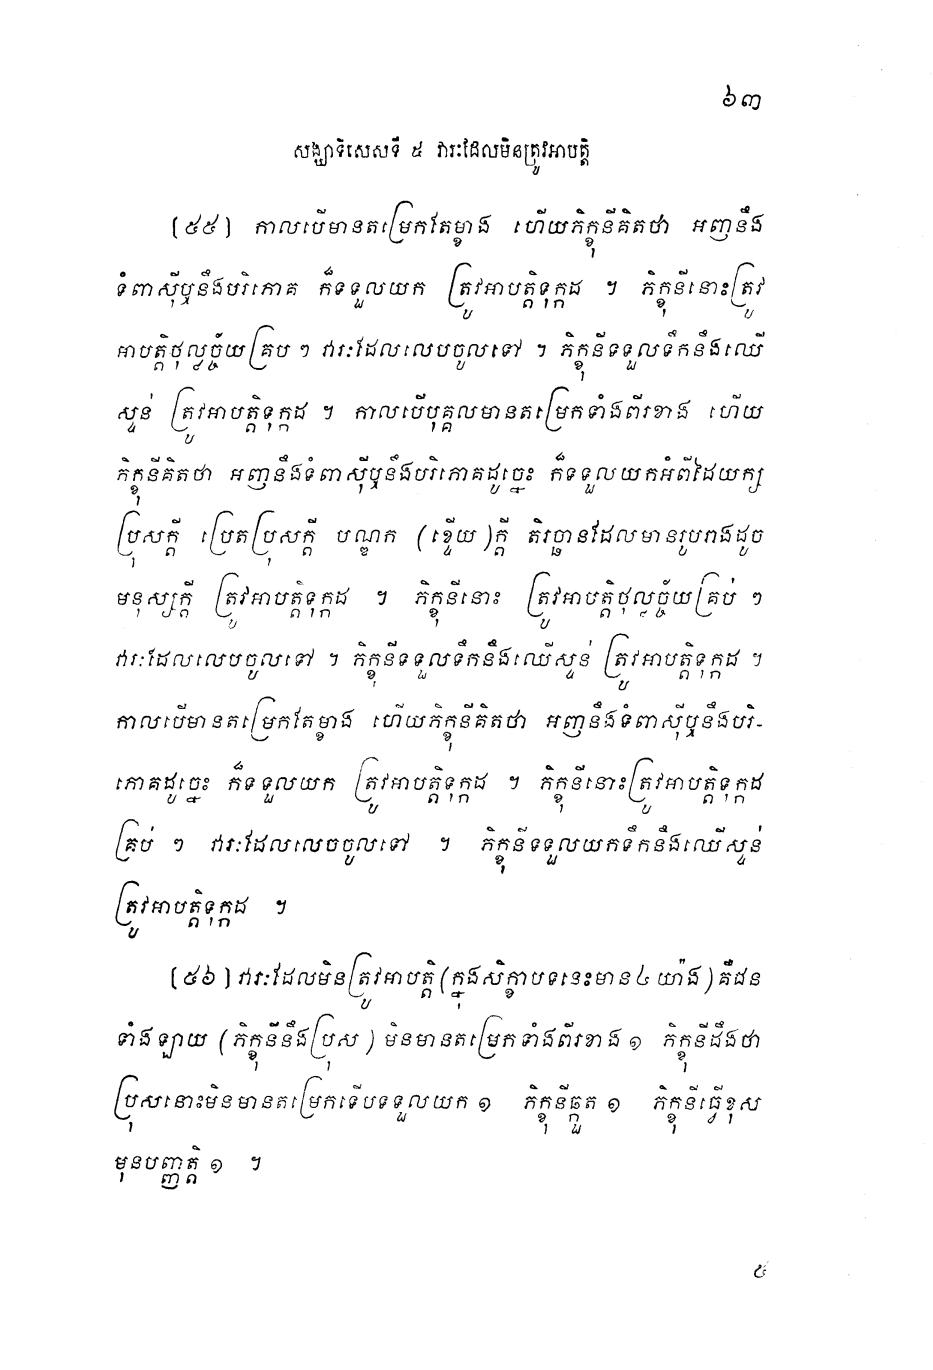 ៦៣
សង្ឃាទិសេសទី ៥ វារៈដែលមិនត្រូវអាបត្តិ
(៥៥) កាលបើមានតម្រេកតែម្ខាង ហើយភិក្ខុនីគិតថា អញនឹង
ទំពាស៊ីឬនឹងបរិភោគ ក៏ទទួលយក ត្រូវអាបត្តិទុក្កដ ។ ភិក្ខុនីនោះត្រូវ
អាបត្តិថុល្លច្ច័យគ្រប់ ៗ វារៈដែលលេបចូលទៅ ។ ភិក្ខុនីទទួលទឹកនឹងឈើ
ស្ទន់ ត្រូវអាបត្តិទុក្កដ ។ កាលបើបុគ្គលមានតម្រេកទាំងពីរខាង ហើយ
ភិក្ខុនីគិតថា អញនឹងទំពាស៊ីឬនឹងបរិភោគដូច្នេះ ក៏ទទួលយកអំពីដៃយក្ស
ប្រុសក្តី ប្រេតប្រុសក្តី បណ្ឌក (ខ្ទើយ)ក្តី តិរច្ឆានដែលមានរូបរាងដូច
មនុស្សក្តី ត្រូវអាបត្តិទុក្កដ ។ ភិក្ខុនីនោះ ត្រូវអាបត្តិថុល្លច្ច័យគ្រប់ ៗ
វារៈដែលលេបចូលទៅ ។ ភិក្ខុនីទទួលទឹកនឹងឈើស្ទន់ ត្រូវអាបត្តិទុក្កដ ។
កាលបើមានតម្រេកតែម្ខាង ហើយភិក្ខុនីគិតថា អញនឹងទំពាស៊ីឬនឹងបរិ-
ភោគដូច្នេះ ក៏ទទួលយក ត្រូវអាបត្តិទុក្កដ ។ ភិក្ខុនីនោះត្រូវអាបត្តិទុក្កដ
គ្រប់ ៗ វារៈដែលលេបចូលទៅ ។ ភិក្ខុនីទទួលយកទឹកនឹងឈើស្ទន់
ត្រូវអាបត្តិទុក្កដ ។
(៥៦) វារៈដែលមិនត្រូវអាបត្តិ(ក្នុងសិក្ខាបទនេះមាន៤យ៉ាង)គឺជន
ទាំងឡាយ (ភិក្ខុនីនឹងប្រុស) មិនមានតម្រេកទាំងពីរខាង ១ ភិក្ខុនីដឹងថា
ប្រុសនោះមិនមានតម្រេកទើបទទួលយក ១ ភិក្ខុនីឆ្កួត ១ ភិក្ខុនីធ្វើខុស
មុនបញ្ញត្តិ ១ ។
៥